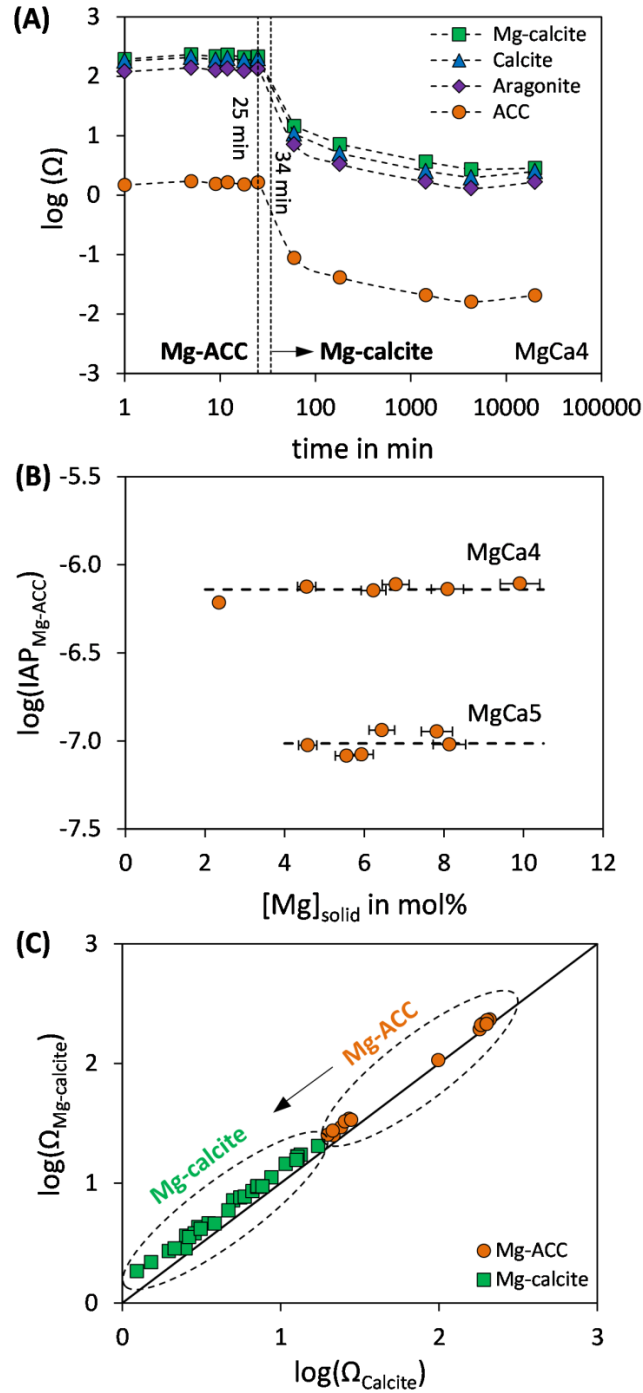 (A)
3
2
1
0
-1
-2
-3
log (Ω)
Mg-calcite
Calcite
Aragonite
ACC
25 min
34 min
Mg-ACC
Mg-calcite
MgCa4
1
10
100
1000
10000
100000
time in min
(B)
-5.5
-6.0
-6.5
-7.0
-7.5
log(IAPMg-ACC)
MgCa4
MgCa5
0
2
4
6
8
10
12
[Mg]solid in mol%
(C)
3
2
1
0
log(ΩMg-calcite)
Mg-ACC
Mg-calcite
Mg-ACC
Mg-calcite
0
1
2
3
log(ΩCalcite)